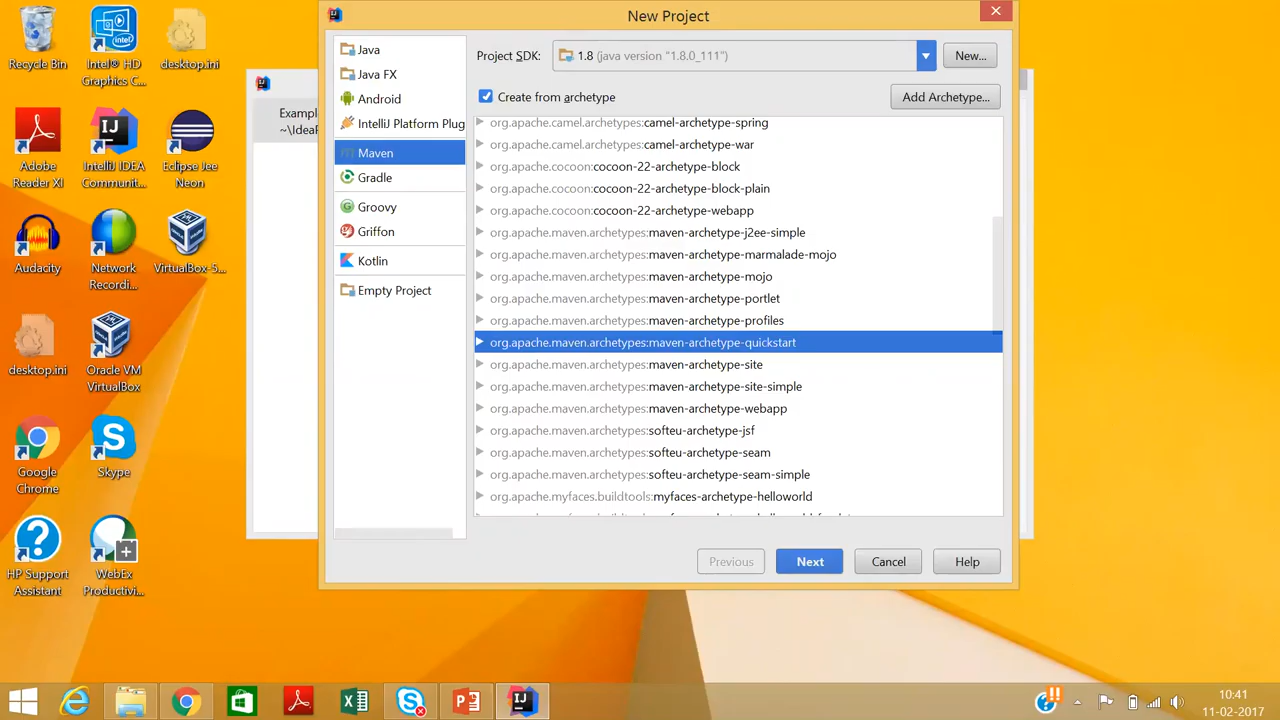 Recycle Bin
Intel® HD
Graphics C...
desktop.ini
Adobe
Reader XI
IntelliJ IDEA
Communit...
Eclipse Jee
Neon
Audacity
Network
Recordi...
VirtualBox-5...
desktop.ini
Oracle VM
VirtualBox
Google
Chrome
Skype
HP Support
Assistant
WebEx
Productivi...
Exampl
~\IdeaP
New Project
Java
Java FX
Android
IntelliJ Platform Plug
Maven
Gradle
Groovy
Griffon
Kotlin
Empty Project
Project SDK: 1.8 (java version "1.8.0_111") New...
Create from archetype Add Archetype...
org.apache.camel.archetypes:camel-archetype-spring
org.apache.camel.archetypes:camel-archetype-war
org.apache.cocoon:cocoon-22-archetype-block
org.apache.cocoon:cocoon-22-archetype-block-plain
org.apache.cocoon:cocoon-22-archetype-webapp
org.apache.maven.archetypes:maven-archetype-j2ee-simple
org.apache.maven.archetypes:maven-archetype-marmalade-mojo
org.apache.maven.archetypes:maven-archetype-mojo
org.apache.maven.archetypes:maven-archetype-portlet
org.apache.maven.archetypes:maven-archetype-profiles
org.apache.maven.archetypes:maven-archetype-quickstart
org.apache.maven.archetypes:maven-archetype-site
org.apache.maven.archetypes:maven-archetype-site-simple
org.apache.maven.archetypes:maven-archetype-webapp
org.apache.maven.archetypes:softeu-archetype-jsf
org.apache.maven.archetypes:softeu-archetype-seam
org.apache.maven.archetypes:softeu-archetype-seam-simple
org.apache.myfaces.buildtools:myfaces-archetype-helloworld
Previous Next Cancel Help
10:41
11-02-2017